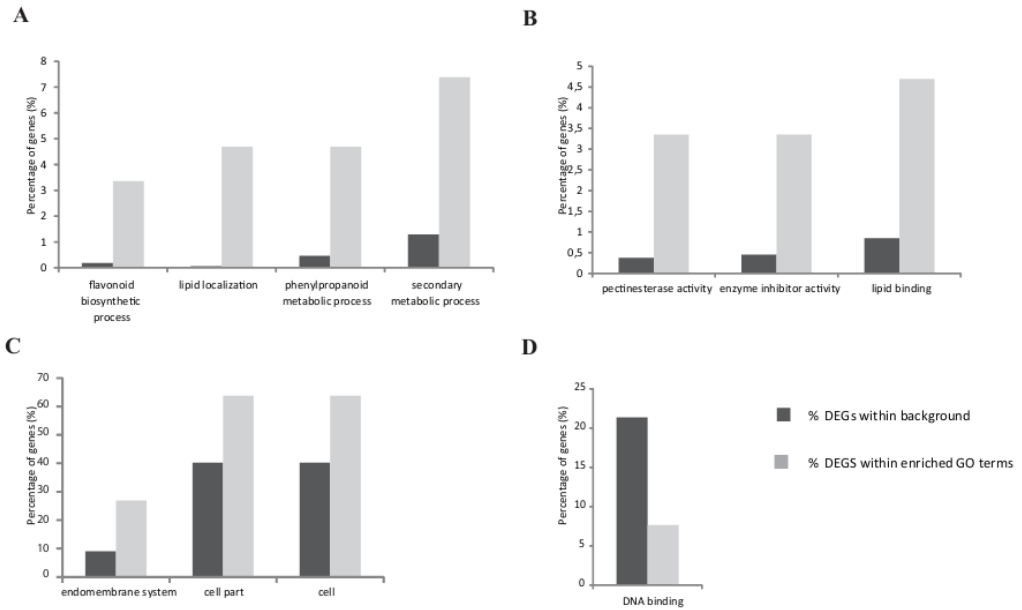 A
Percentage of genes (%)
8
7
6
5
4
3
2
1
0
flavonoid
biosynthetic
process
lipid localization
phenylpropanoid
metabolic process
secondary
metabolic process
B
Percentage of genes (%)
5
4,5
4
3,5
3
2,5
2
1,5
1
0,5
0
pectinesterase activity
enzyme inhibitor activity
lipid binding
C
Percentage of genes (%)
70
60
50
40
30
20
10
0
endomembrane system
cell part
cell
D
Percentage of genes (%)
25
20
15
10
5
0
DNA binding
% DEGs within background
% DEGS within enriched GO terms